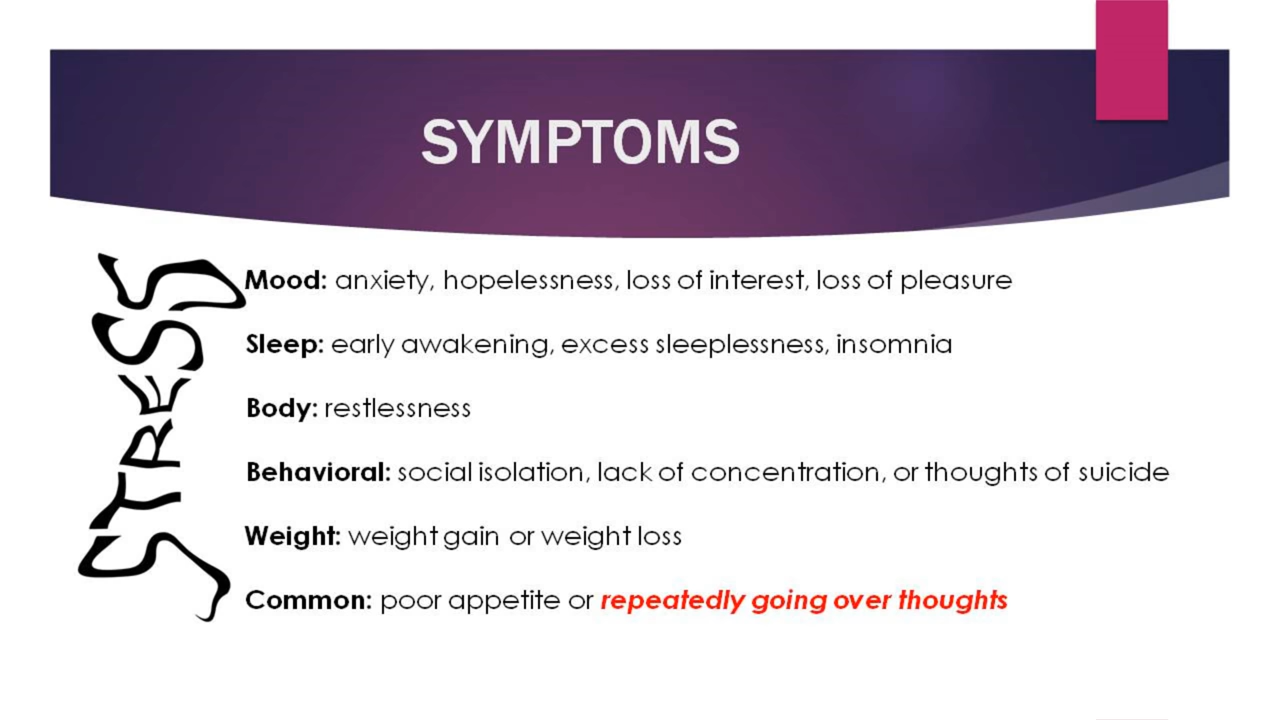 SYMPTOMS
STRESS
Mood: anxiety, hopelessness, loss of interest, loss of pleasure
Sleep: early awakening, excess sleeplessness, insomnia
Body: restlessness
Behavioral: social isolation, lack of concentration, or thoughts of suicide
Weight: weight gain or weight loss
Common: poor appetite or repeatedly going over thoughts